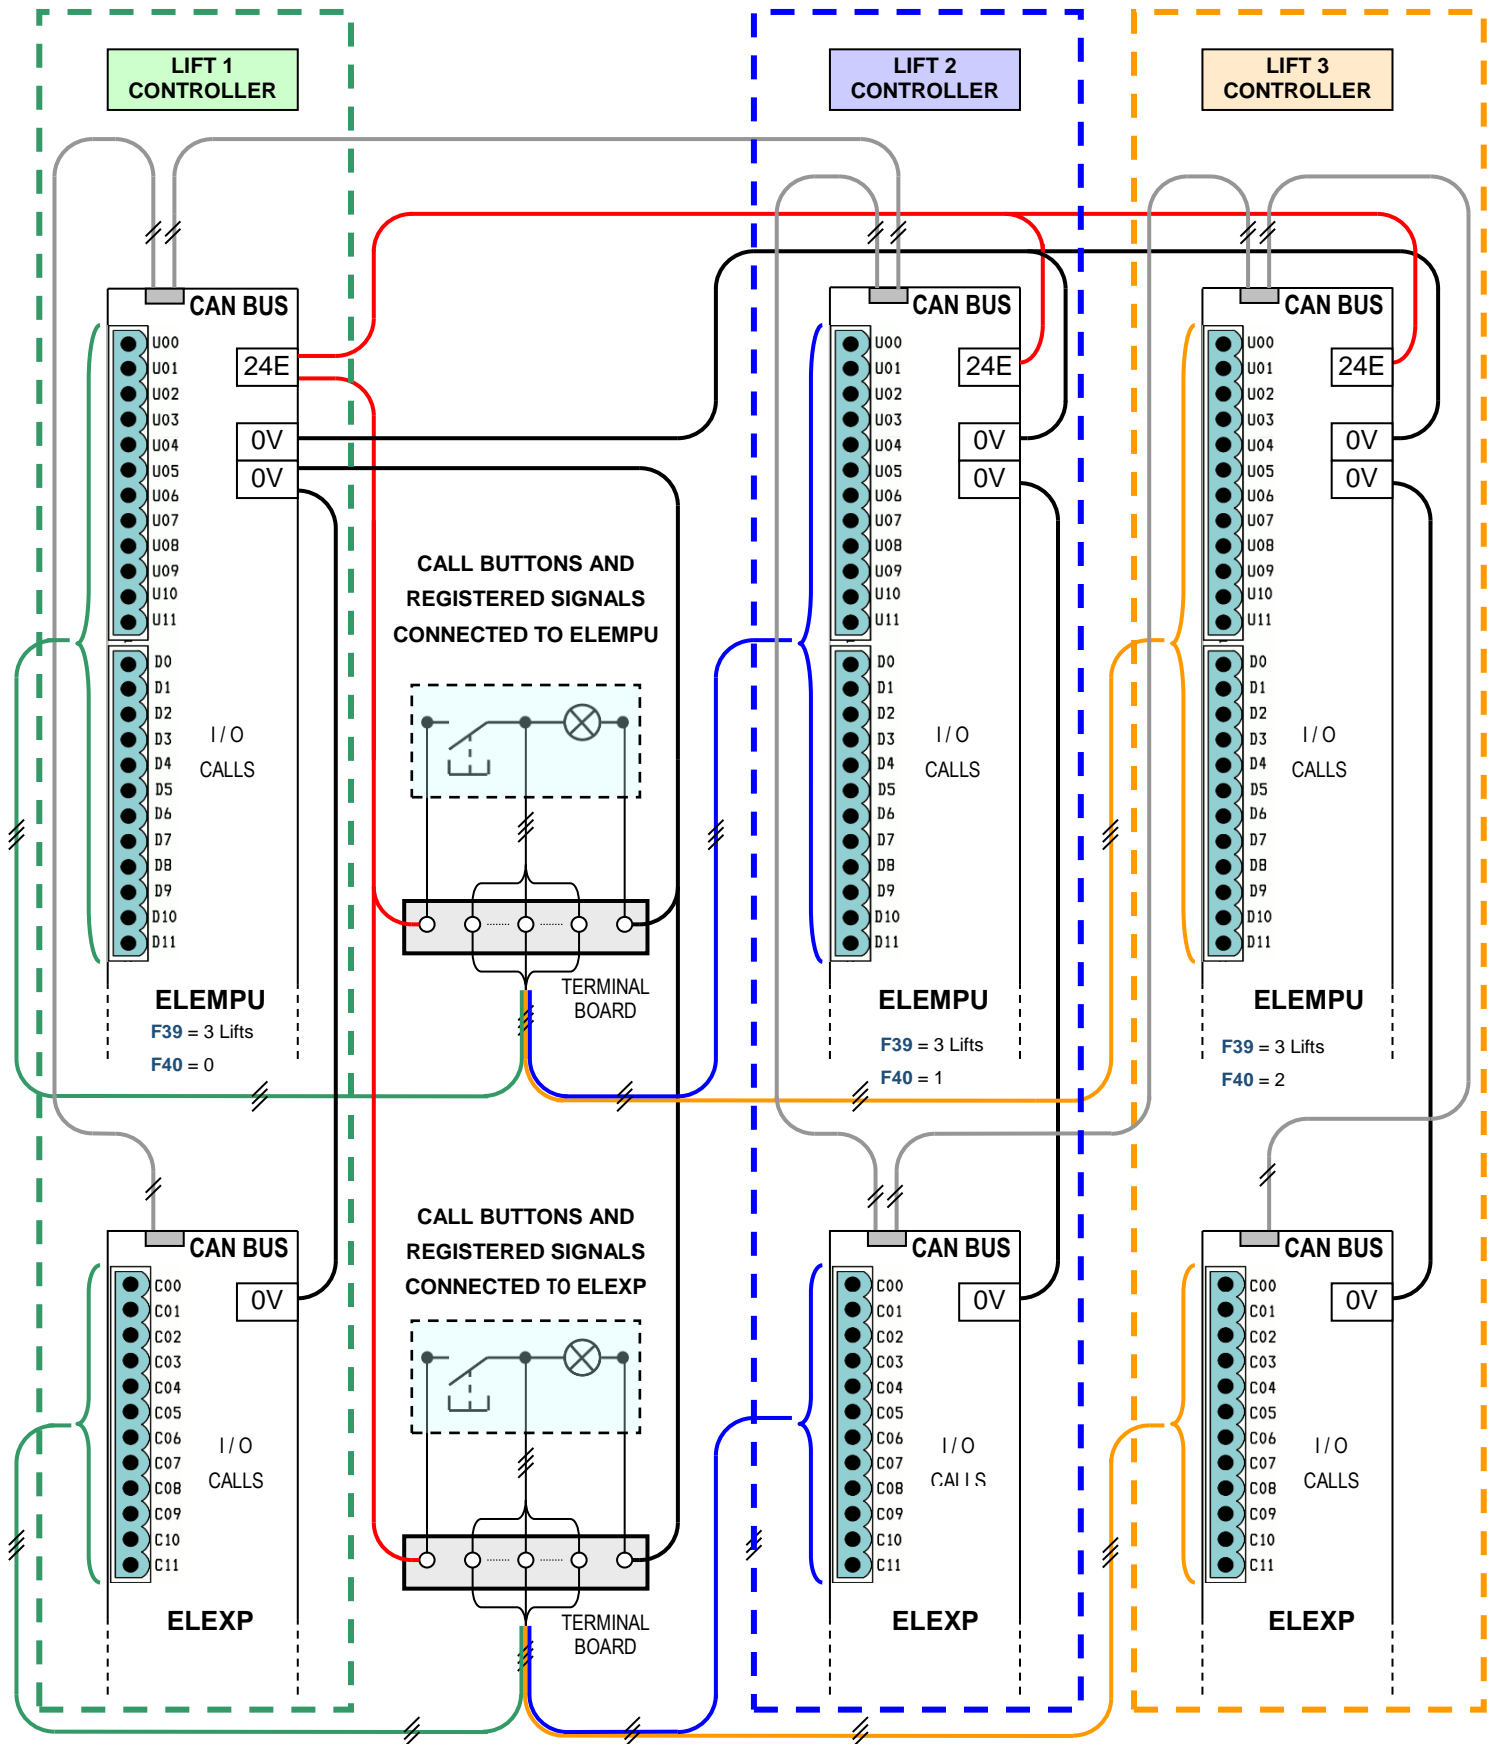 LIFT 1
CONTROLLER
LIFT 2
CONTROLLER
LIFT 3
CONTROLLER
CAN BUS
U00
U01
U02
U03
U04
U05
U06
U07
U08
U09
U10
U11
24E
0V
0V
D0
D1
D2
D3
D4
D5
D6
D7
D8
D9
D10
D11
I / O
CALLS
ELEMPU
F39 = 3 Lifts
F40 = 0
CALL BUTTONS AND
REGISTERED SIGNALS
CONNECTED TO ELEMPU
TERMINAL
BOARD
CAN BUS
U00
U01
U02
U03
U04
U05
U06
U07
U08
U09
U10
U11
24E
0V
0V
D0
D1
D2
D3
D4
D5
D6
D7
D8
D9
D10
D11
I / O
CALLS
ELEMPU
F39 = 3 Lifts
F40 = 1
CAN BUS
U00
U01
U02
U03
U04
U05
U06
U07
U08
U09
U10
U11
24E
0V
0V
D0
D1
D2
D3
D4
D5
D6
D7
D8
D9
D10
D11
I / O
CALLS
ELEMPU
F39 = 3 Lifts
F40 = 2
CAN BUS
C00
C01
C02
C03
C04
C05
C06
C07
C08
C09
C10
C11
0V
I / O
CALLS
ELEXP
CALL BUTTONS AND
REGISTERED SIGNALS
CONNECTED TO ELEXP
TERMINAL
BOARD
CAN BUS
C00
C01
C02
C03
C04
C05
C06
C07
C08
C09
C10
C11
0V
I / O
CALLS
ELEXP
CAN BUS
C00
C01
C02
C03
C04
C05
C06
C07
C08
C09
C10
C11
0V
I / O
CALLS
ELEXP